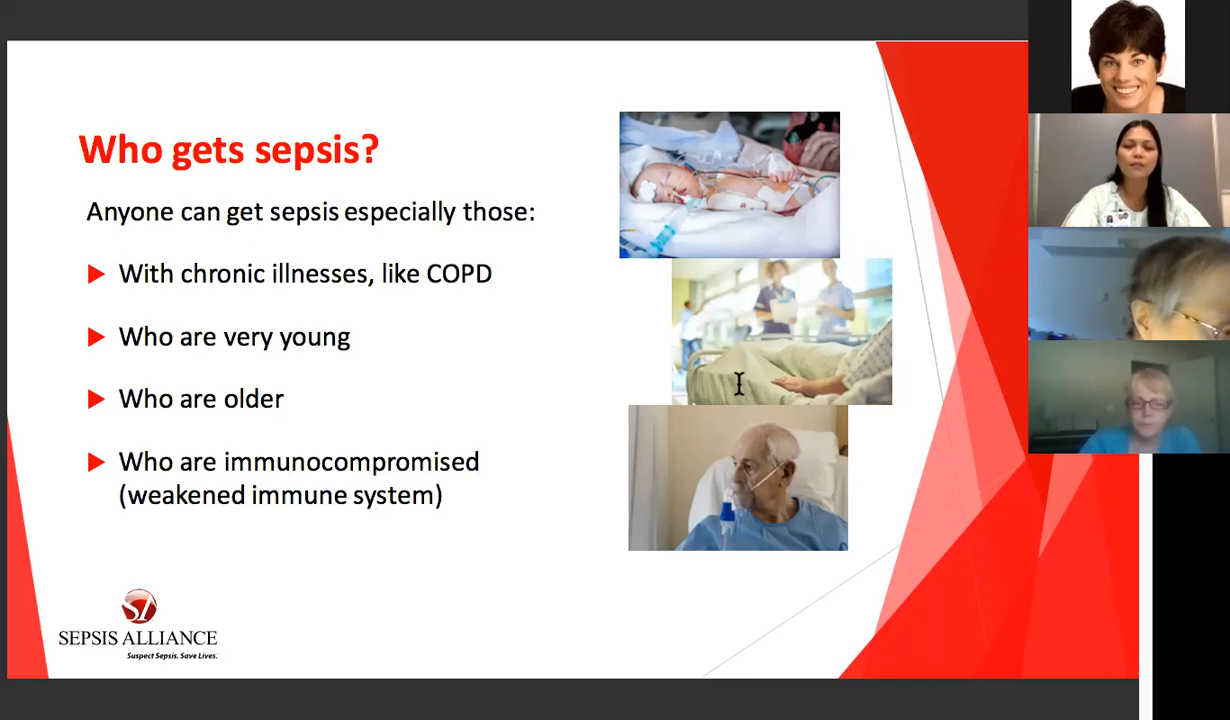 Who gets sepsis?
Anyone can get sepsis especially those:
With chronic illnesses, like COPD
Who are very young
Who are older
Who are immunocompromised
(weakened immune system)
SA
SEPSIS ALLIANCE
Suspect Sepsis. Save Lives.